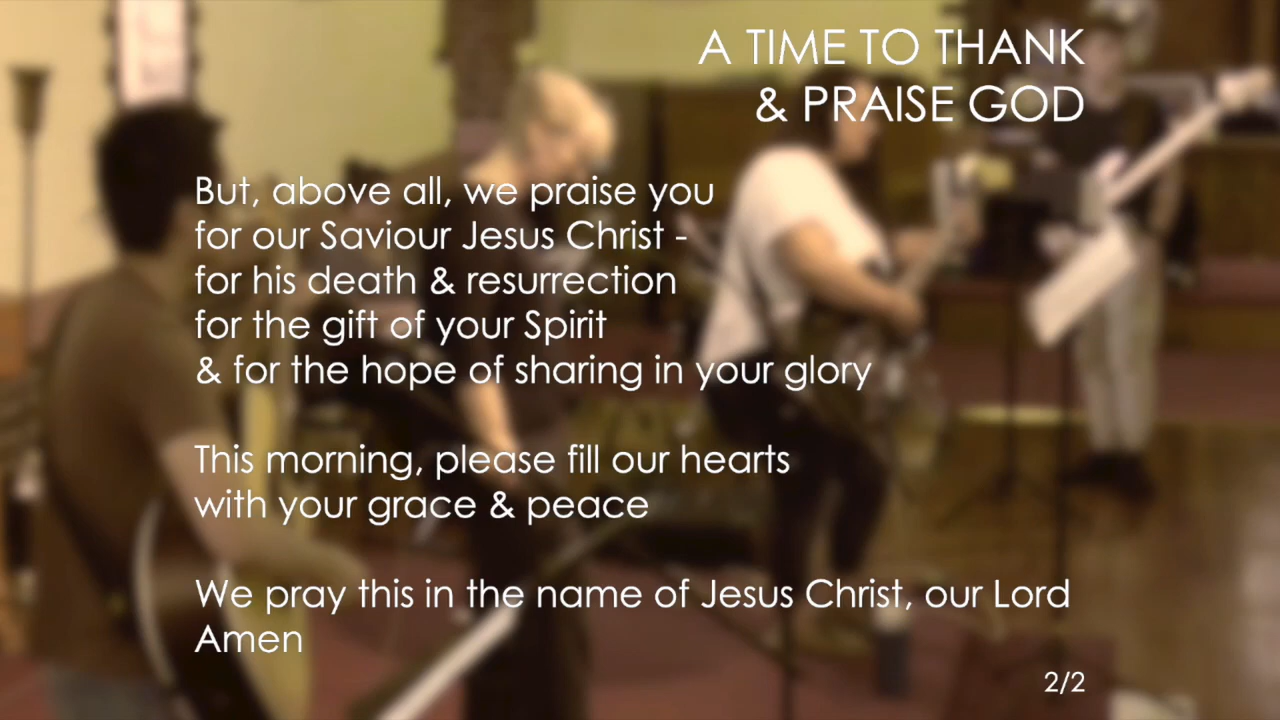 A TIME TO THANK
& PRAISE GOD
But, above all, we praise you
for our Saviour Jesus Christ -
for his death & resurrection
for the gift of your Spirit
& for the hope of sharing in your glory
This morning, please fill our hearts
with your grace & peace
We pray this in the name of Jesus Christ, our Lord
Amen
2/2